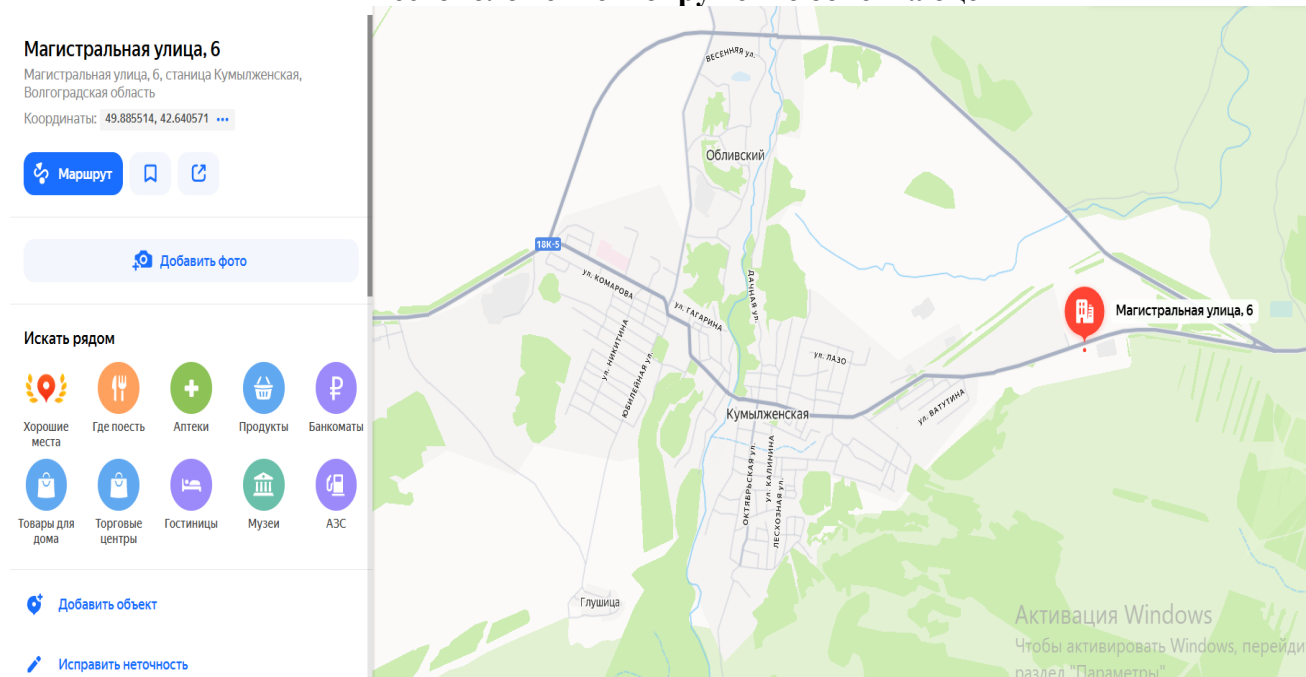 Магистральная улица, 6
Магистральная улица, 6, станица Кумылженская,
Волгоградская область
Координаты: 49.885514, 42.640571 •••
Маршрут
Добавить фото
Искать рядом
Хорошие места
Где поесть
Аптеки
Продукты
Банкоматы
Товары для дома
Торговые центры
Гостиницы
Музеи
АЗС
Добавить объект
Исправить неточность
ВЕСЕННЯЯ ул.
Обливский
18К-5
ул. КОМАРОВА
ДАЧНАЯ ул.
ул. ГАГАРИНА
Магистральная улица, 6
ул. НИКИТИНА
ЮБИЛЕЙНАЯ ул.
ул. ЛАЗО
ул. ВАТУТИНА
Кумылженская
ОКТЯБРЬСКАЯ ул.
ул. КАЛИНИНА
ЛЕСХОЗНАЯ ул.
Глушица
Активация Windows
Чтобы активировать Windows, перейди
раздел "Параметры"